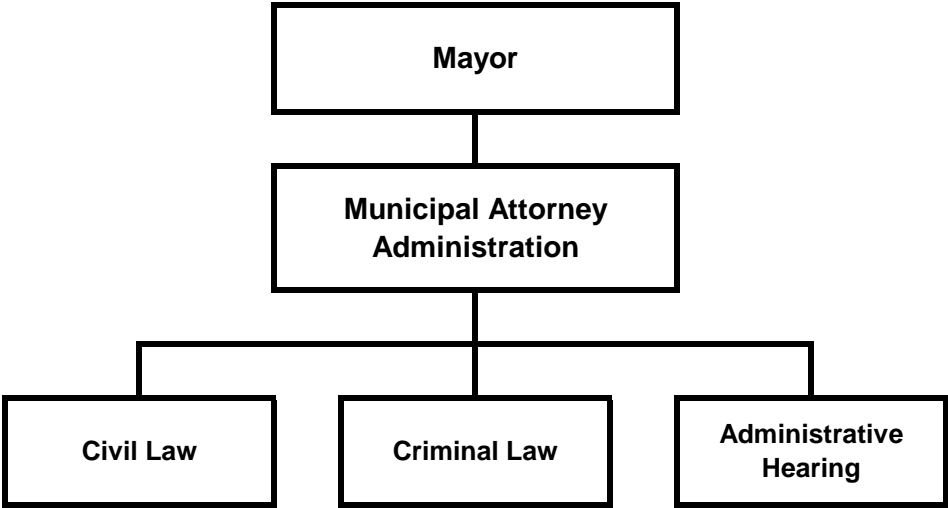 Mayor
Municipal Attorney
Administration
Civil Law
Criminal Law
Administrative
Hearing